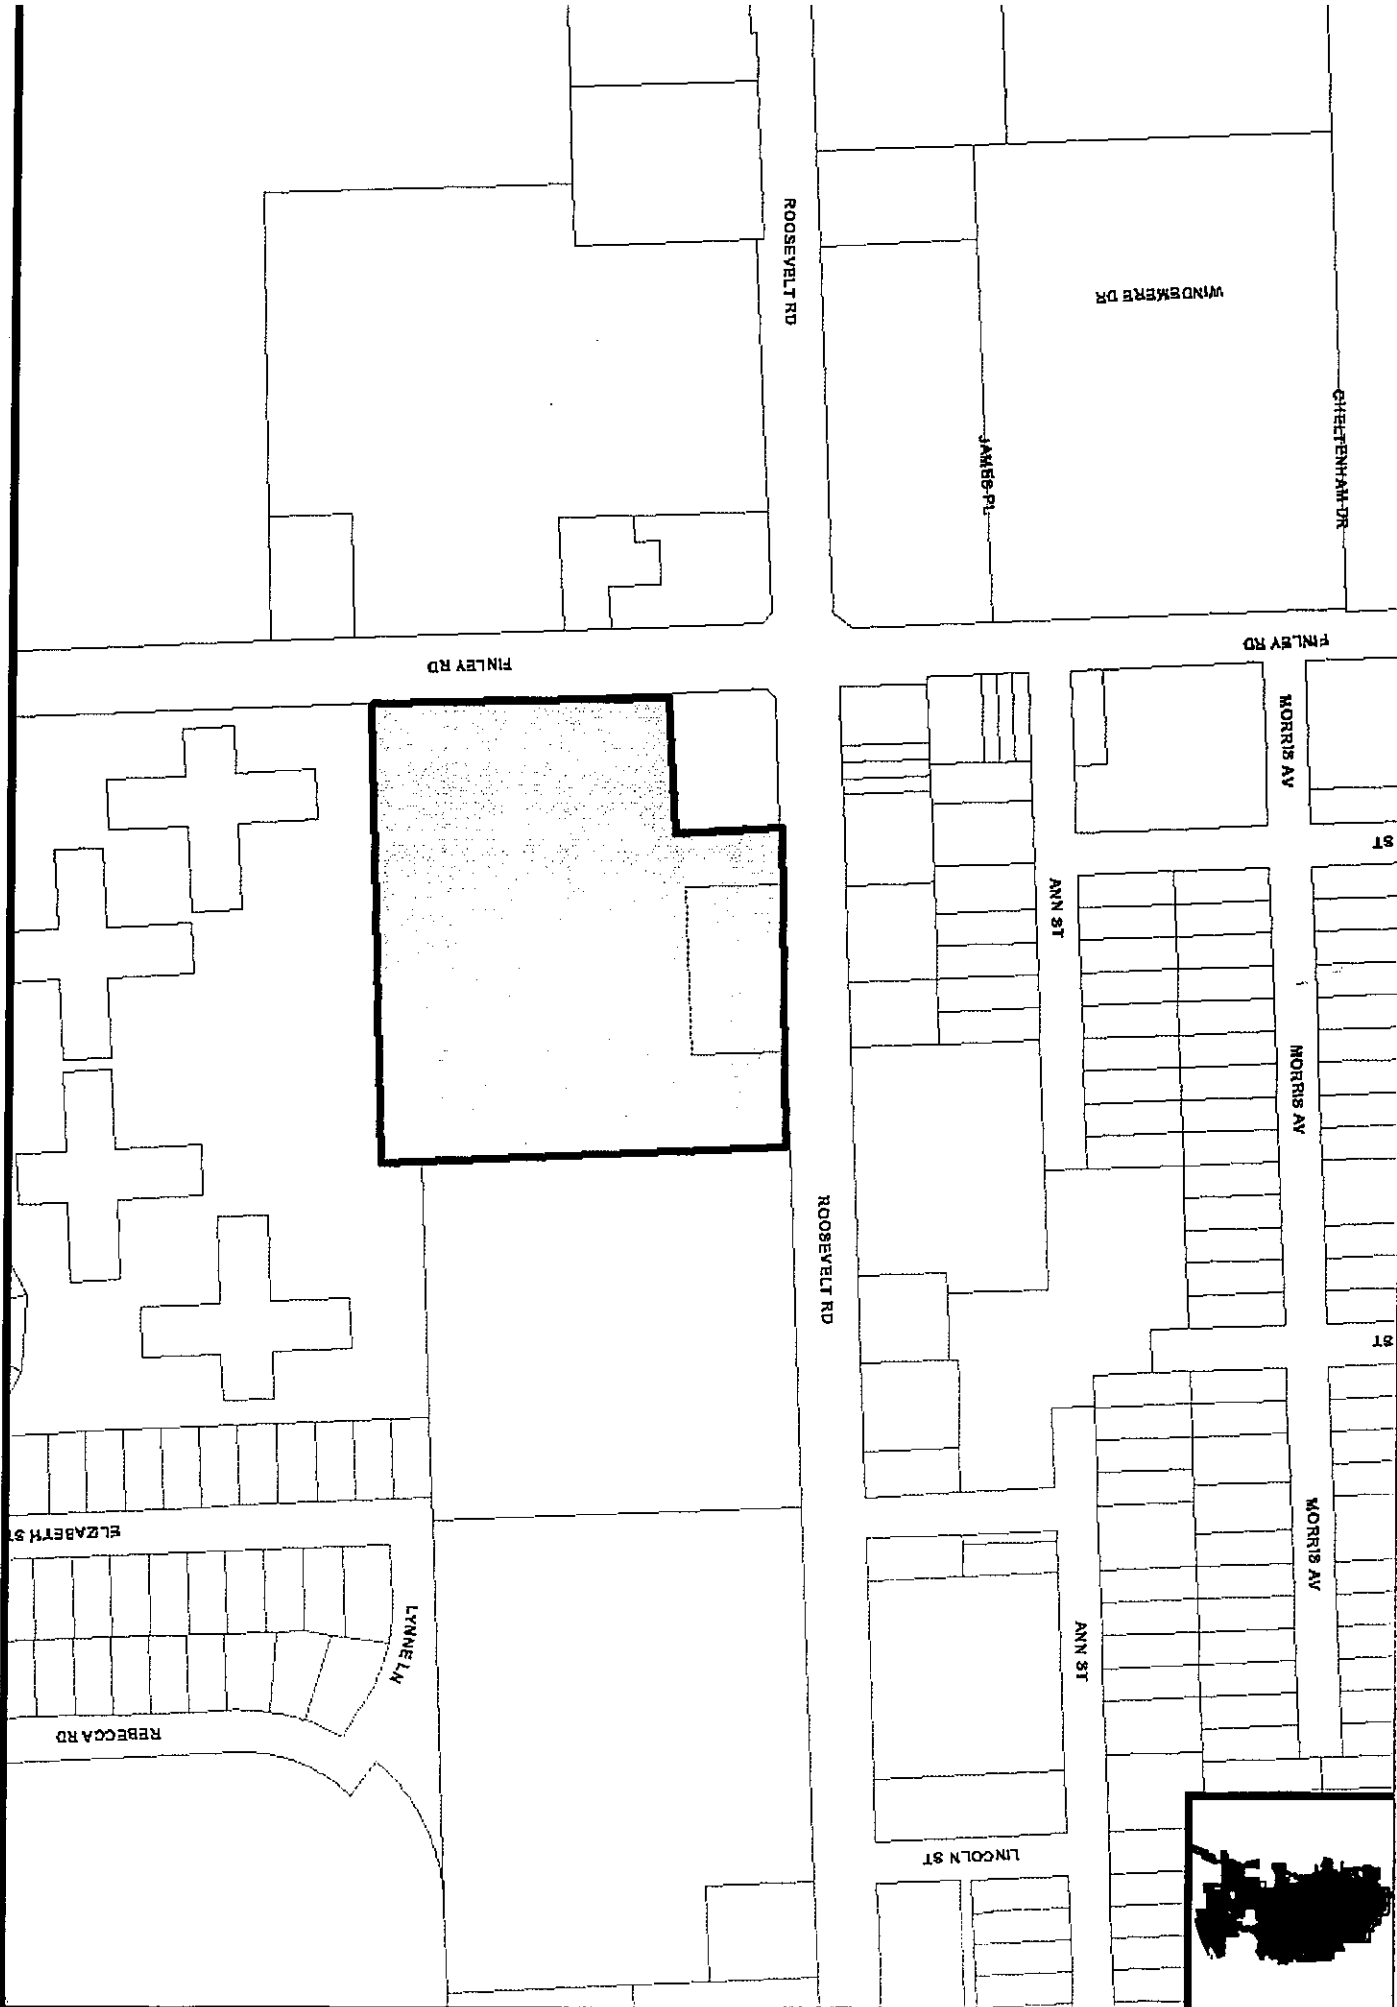 ROOSEVELT RD
WINDEMERE DR
JAMES PL
CHELTENHAM DR
FINLEY RD
FINLEY RD
MORRIS AV
ST
ANN ST
MORRIS AV
ROOSEVELT RD
ST
MORRIS AV
ELIZABETH ST
LYNNE LN
ANN ST
REBECCA RD
LINCOLN ST